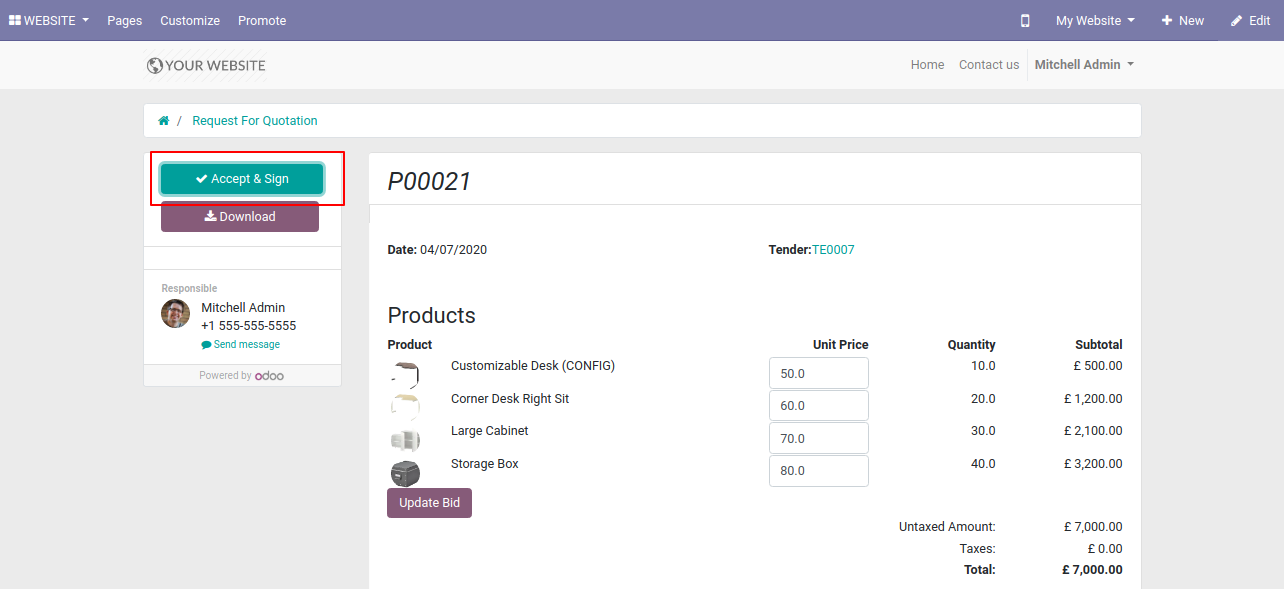 WEBSITE Pages Customize Promote My Website New Edit
YOUR WEBSITE Home Contact us Mitchell Admin
/ Request For Quotation
Accept & Sign
Download
Responsible
Mitchell Admin
+1 555-555-5555
Send message
Powered by odoo
P00021
Date: 04/07/2020 Tender:TE0007
Products
Product Unit Price Quantity Subtotal
Customizable Desk (CONFIG) 50.0 10.0 £ 500.00
Corner Desk Right Sit 60.0 20.0 £ 1,200.00
Large Cabinet 70.0 30.0 £ 2,100.00
Storage Box 80.0 40.0 £ 3,200.00
Update Bid
Untaxed Amount: £ 7,000.00
Taxes: £ 0.00
Total: £ 7,000.00